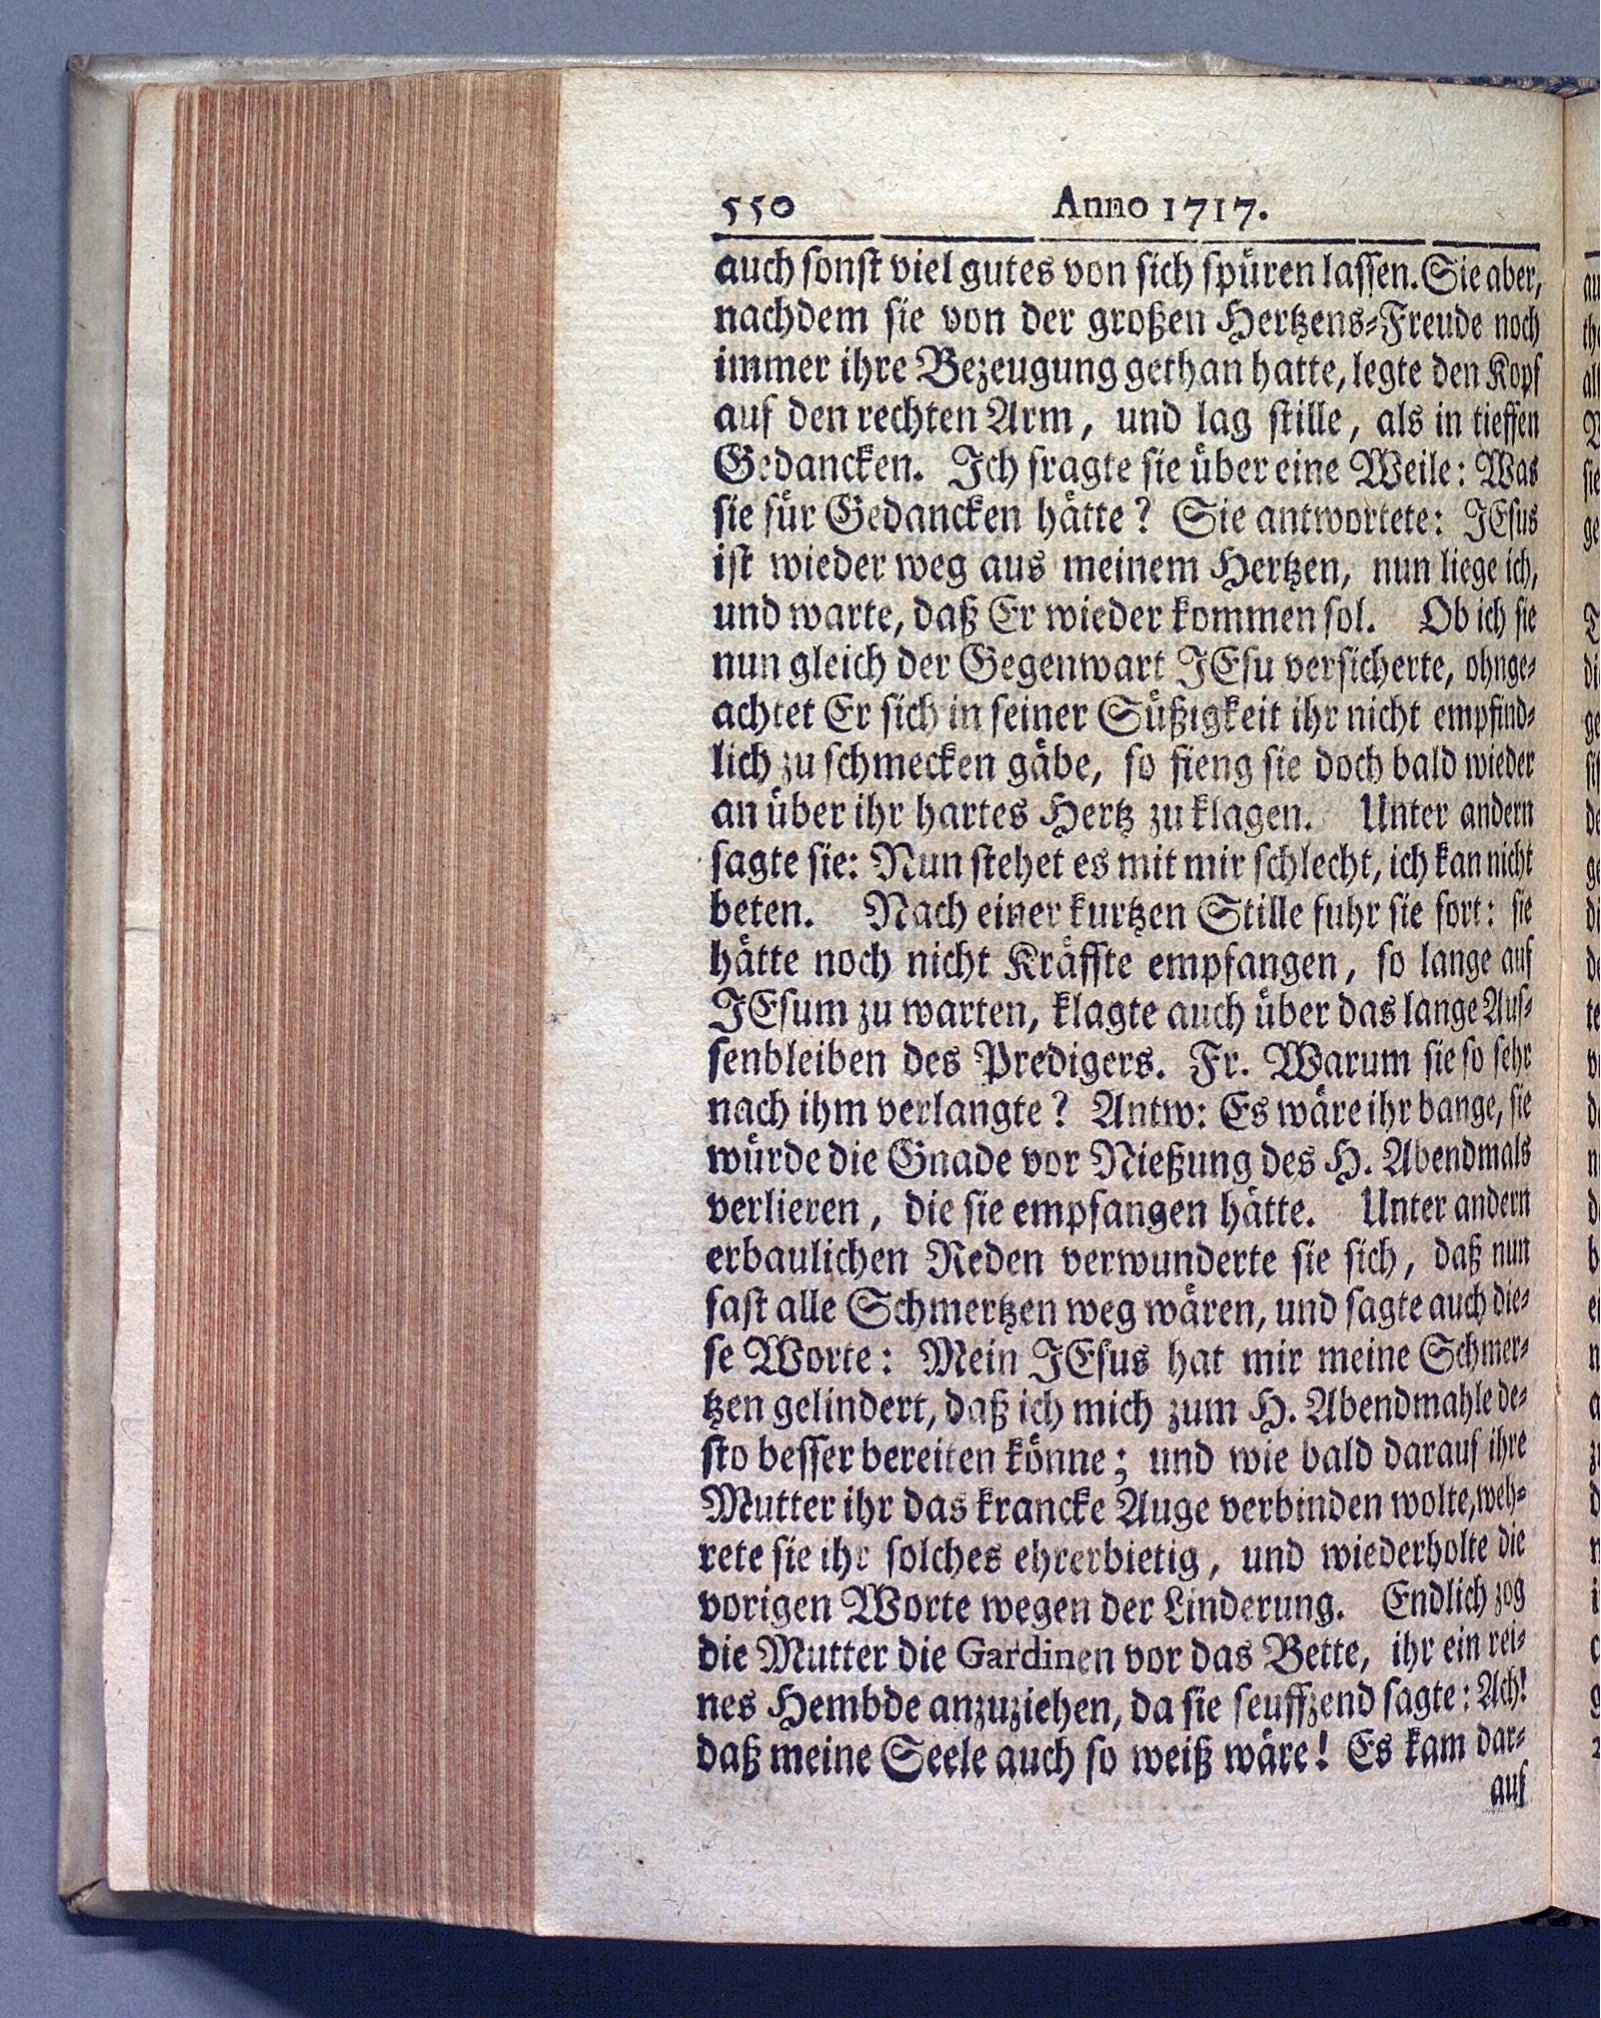 550 Anno 1717.
auch sonst viel gutes von sich spüren lassen. Sie aber,
nachdem sie von der großen Hertzens-Freude noch
immer ihre Bezeugung gethan hatte, legte den Kopf
auf den rechten Arm, und lag stille, als in tieffen
Gedancken. Ich fragte sie über eine Weile: Was
sie für Gedancken hätte? Sie antwortete: JEsus
ist wieder weg aus meinem Hertzen, nun liege ich,
und warte, daß Er wieder kommen sol. Ob ich sie
nun gleich der Gegenwart JEsu versicherte, ohnge-
achtet Er sich in seiner Süßigkeit ihr nicht empfind-
lich zu schmecken gäbe, so fieng sie doch bald wieder
an über ihr hartes Hertz zu klagen. Unter andern
sagte sie: Nun stehet es mit mir schlecht, ich kan nicht
beten. Nach einer kurtzen Stille fuhr sie fort: sie
hätte noch nicht Kräffte empfangen, so lange auf
JEsum zu warten, klagte auch über das lange Aus-
senbleiben des Predigers. Fr. Warum sie so sehr
nach ihm verlangte? Antw: Es wäre ihr bange, sie
würde die Gnade vor Nießung des H. Abendmals
verlieren, die sie empfangen hätte. Unter andern
erbaulichen Reden verwunderte sie sich, daß nun
fast alle Schmertzen weg wären, und sagte auch die-
se Worte: Mein JEsus hat mir meine Schmer-
tzen gelindert, daß ich mich zum H. Abendmahle de-
sto besser bereiten könne; und wie bald darauf ihre
Mutter ihr das krancke Auge verbinden wolte, weh-
rete sie ihr solches ehrerbietig, und wiederholte die
vorigen Worte wegen der Linderung. Endlich zog
die Mutter die Gardinen vor das Bette, ihr ein rei-
nes Hembde anzuziehen, da sie seuffzend sagte: Ach!
daß meine Seele auch so weiß wäre! Es kam dar-
auf